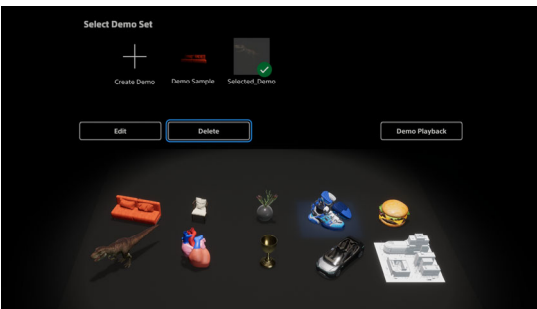 Select Demo Set
Create Demo
Demo Sample
Selected_Demo
Edit
Delete
Demo Playback